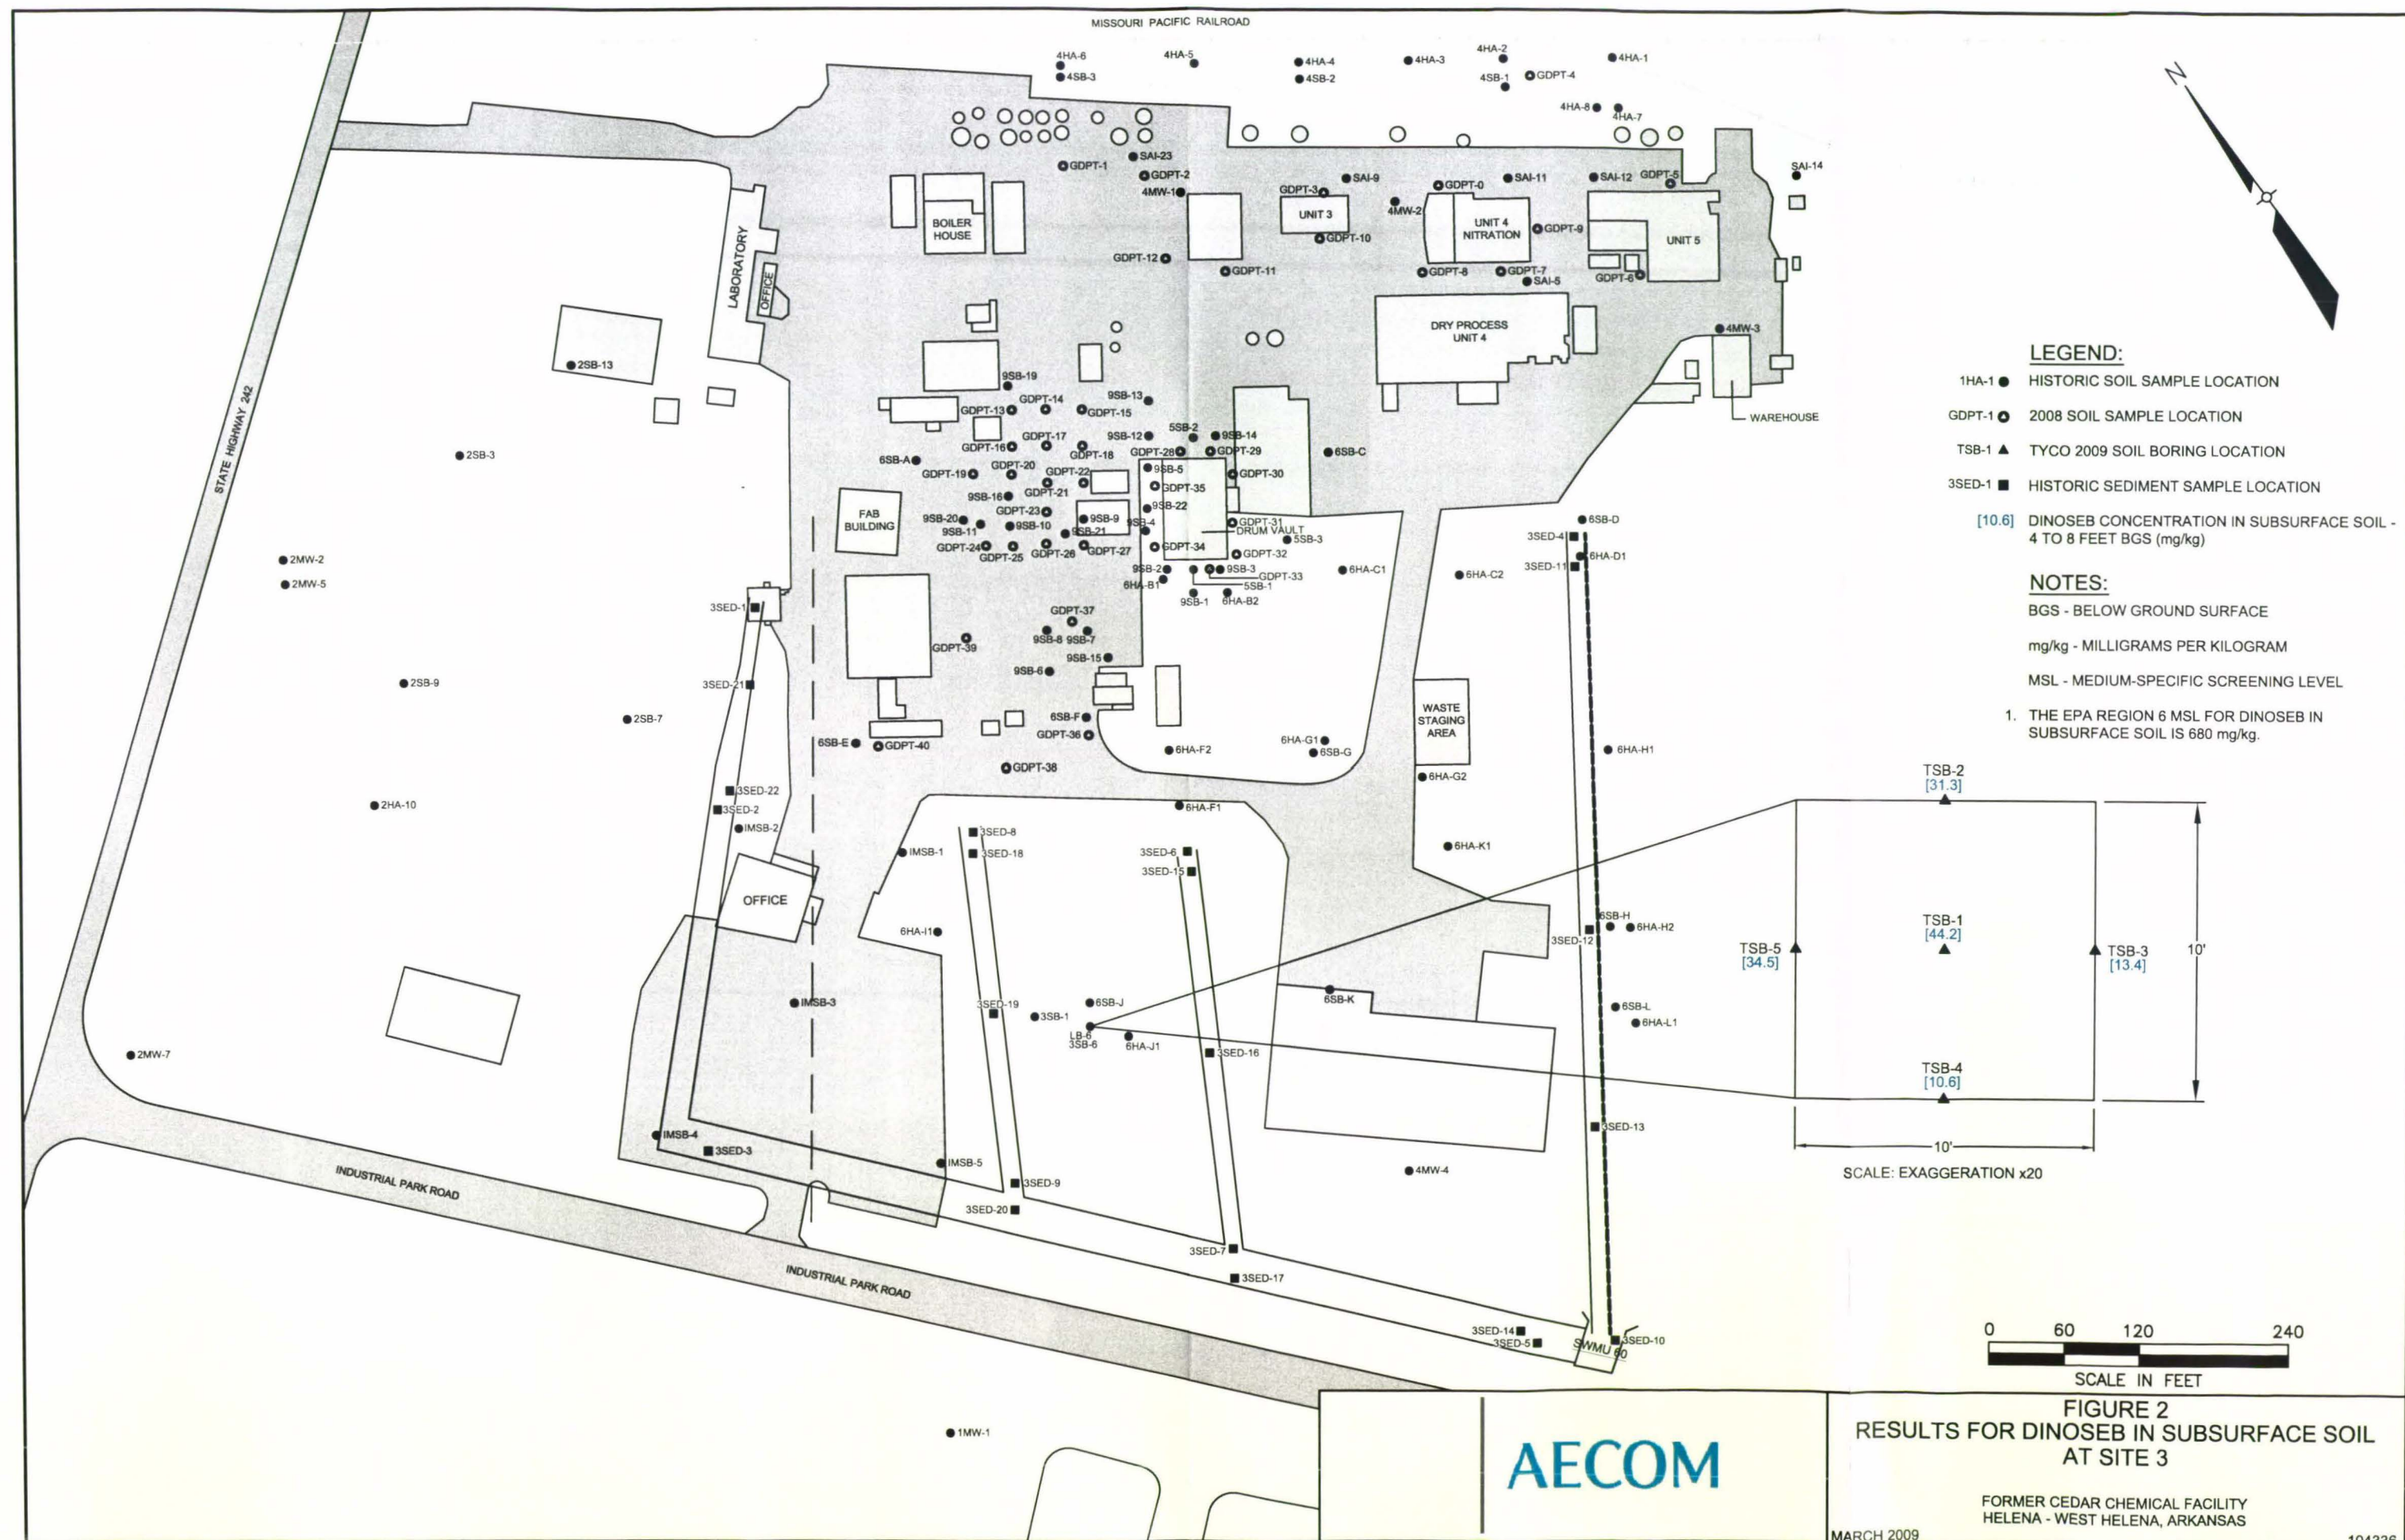 MISSOURI PACIFIC RAILROAD
4HA-6
4SB-3
4HA-5
4HA-4
4SB-2
4HA-3
4HA-2
4SB-1
GDPT-4
4HA-1
4HA-8
4HA-7
N
GDPT-1
SAI-23
GDPT-2
4MW-1
GDPT-3
SAI-9
4MW-2
GDPT-0
SAI-11
SAI-12
GDPT-5
SAI-14
BOILER
HOUSE
UNIT 3
GDPT-10
UNIT 4
NITRATION
GDPT-9
UNIT 5
LABORATORY
OFFICE
GDPT-12
GDPT-11
GDPT-8
GDPT-7
SAI-5
GDPT-6
DRY PROCESS
UNIT 4
4MW-3
WAREHOUSE
STATE HIGHWAY 242
2SB-13
2SB-3
2MW-2
2MW-5
2SB-9
2SB-7
2HA-10
2MW-7
9SB-19
GDPT-13
GDPT-14
GDPT-15
9SB-13
GDPT-16
GDPT-17
GDPT-18
9SB-12
5SB-2
9SB-14
GDPT-28
GDPT-29
6SB-C
6SB-A
GDPT-19
GDPT-20
GDPT-21
GDPT-22
9SB-5
GDPT-30
GDPT-35
9SB-16
GDPT-23
9SB-22
FAB
BUILDING
9SB-20
9SB-11
9SB-10
9SB-9
9SB-21
9SB-4
GDPT-31
DRUM VAULT
GDPT-24
GDPT-25
GDPT-26
GDPT-27
GDPT-34
5SB-3
GDPT-32
9SB-2
6HA-B1
9SB-3
GDPT-33
5SB-1
9SB-1
6HA-B2
6HA-C1
6HA-C2
6SB-D
3SED-4
6HA-D1
3SED-11
3SED-1
3SED-21
GDPT-37
9SB-8
9SB-7
GDPT-39
9SB-15
9SB-6
6SB-F
GDPT-36
6SB-E
GDPT-40
GDPT-38
6HA-F2
6HA-G1
6SB-G
WASTE
STAGING
AREA
6HA-G2
6HA-H1
3SED-22
3SED-2
IMSB-2
6HA-F1
IMSB-1
3SED-8
3SED-18
3SED-6
3SED-15
6HA-K1
OFFICE
6HA-I1
6SB-H
6HA-H2
3SED-12
IMSB-3
3SED-19
3SB-1
6SB-J
LB-6
3SB-6
6HA-J1
6SB-K
6SB-L
6HA-L1
3SED-16
IMSB-4
3SED-3
IMSB-5
3SED-9
3SED-20
4MW-4
3SED-13
3SED-7
3SED-17
3SED-14
3SED-5
SWMU 60
3SED-10
INDUSTRIAL PARK ROAD
INDUSTRIAL PARK ROAD
1MW-1
LEGEND:
1HA-1 HISTORIC SOIL SAMPLE LOCATION
GDPT-1 2008 SOIL SAMPLE LOCATION
TSB-1 TYCO 2009 SOIL BORING LOCATION
3SED-1 HISTORIC SEDIMENT SAMPLE LOCATION
[10.6] DINOSEB CONCENTRATION IN SUBSURFACE SOIL -
4 TO 8 FEET BGS (mg/kg)
NOTES:
BGS - BELOW GROUND SURFACE
mg/kg - MILLIGRAMS PER KILOGRAM
MSL - MEDIUM-SPECIFIC SCREENING LEVEL
1. THE EPA REGION 6 MSL FOR DINOSEB IN
SUBSURFACE SOIL IS 680 mg/kg.
TSB-2
[31.3]
TSB-1
[44.2]
TSB-5
[34.5]
TSB-3
[13.4]
10'
TSB-4
[10.6]
10'
SCALE: EXAGGERATION x20
0 60 120 240
SCALE IN FEET
AECOM
FIGURE 2
RESULTS FOR DINOSEB IN SUBSURFACE SOIL
AT SITE 3
FORMER CEDAR CHEMICAL FACILITY
HELENA - WEST HELENA, ARKANSAS
MARCH 2009